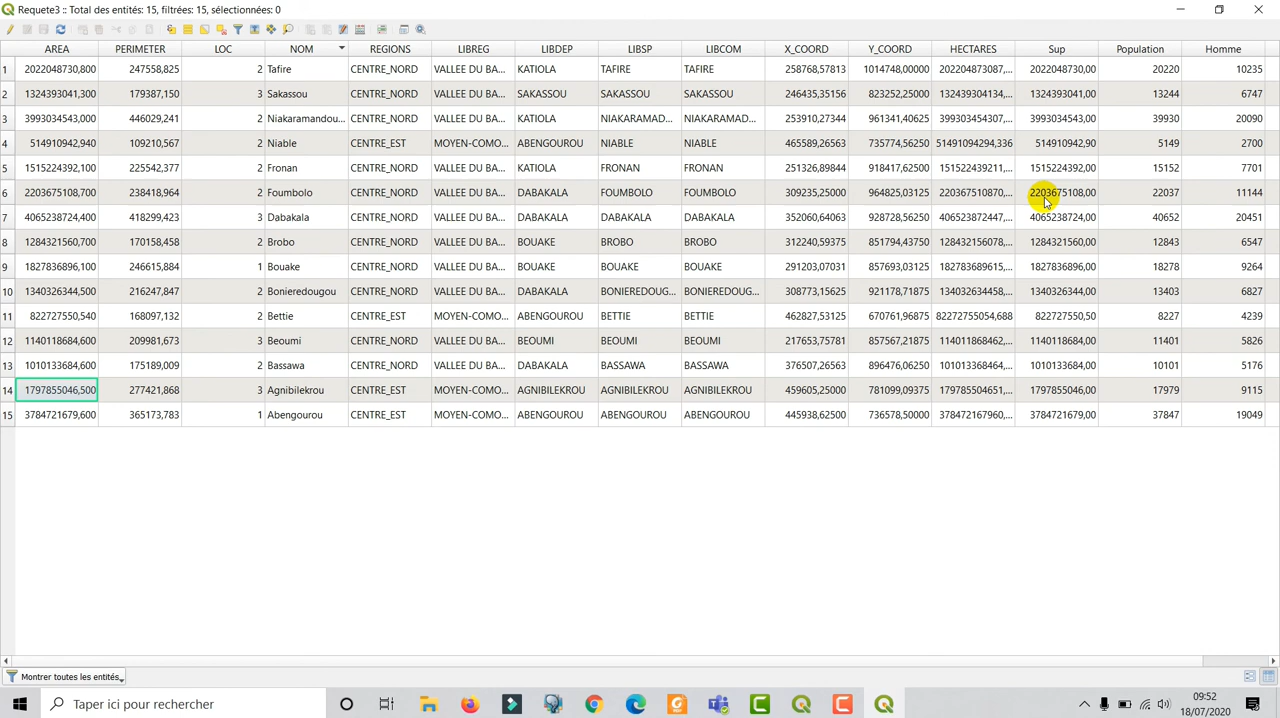 Requete3 :: Total des entités: 15, filtrées: 15, sélectionnées: 0
AREA PERIMETER LOC NOM REGIONS LIBREG LIBDEP LIBSP LIBCOM X_COORD Y_COORD HECTARES Sup Population Homme
1 2022048730,800 247558,825 2 Tafire CENTRE_NORD VALLEE DU BA... KATIOLA TAFIRE TAFIRE 258768,57813 1014748,00000 202204873087,... 2022048730,00 20220 10235
2 1324393041,300 179387,150 3 Sakassou CENTRE_NORD VALLEE DU BA... SAKASSOU SAKASSOU SAKASSOU 246435,35156 823252,25000 132439304134,... 1324393041,00 13244 6747
3 3993034543,000 446029,241 2 Niakaramandou... CENTRE_NORD VALLEE DU BA... KATIOLA NIAKARAMAD... NIAKARAMAD... 253910,27344 961341,40625 399303454307,... 3993034543,00 39930 20090
4 514910942,940 109210,567 2 Niable CENTRE_EST MOYEN-COMO... ABENGOUROU NIABLE NIABLE 465589,26563 735774,56250 51491094294,336 514910942,90 5149 2700
5 1515224392,100 225542,377 2 Fronan CENTRE_NORD VALLEE DU BA... KATIOLA FRONAN FRONAN 251326,89844 918417,62500 151522439211,... 1515224392,00 15152 7701
6 2203675108,700 238418,964 2 Foumbolo CENTRE_NORD VALLEE DU BA... DABAKALA FOUMBOLO FOUMBOLO 309235,25000 964825,03125 220367510870,... 2203675108,00 22037 11144
7 4065238724,400 418299,423 3 Dabakala CENTRE_NORD VALLEE DU BA... DABAKALA DABAKALA DABAKALA 352060,64063 928728,56250 406523872447,... 4065238724,00 40652 20451
8 1284321560,700 170158,458 2 Brobo CENTRE_NORD VALLEE DU BA... BOUAKE BROBO BROBO 312240,59375 851794,43750 128432156078,... 1284321560,00 12843 6547
9 1827836896,100 246615,884 1 Bouake CENTRE_NORD VALLEE DU BA... BOUAKE BOUAKE BOUAKE 291203,07031 857693,03125 182783689615,... 1827836896,00 18278 9264
10 1340326344,500 216247,847 2 Bonieredougou CENTRE_NORD VALLEE DU BA... DABAKALA BONIEREDOUG... BONIEREDOUG... 308773,15625 921178,71875 134032634458,... 1340326344,00 13403 6827
11 822727550,540 168097,132 2 Bettie CENTRE_EST MOYEN-COMO... ABENGOUROU BETTIE BETTIE 462827,53125 670761,96875 82272755054,688 822727550,50 8227 4239
12 1140118684,600 209981,673 3 Beoumi CENTRE_NORD VALLEE DU BA... BEOUMI BEOUMI BEOUMI 217653,75781 857567,21875 114011868462,... 1140118684,00 11401 5826
13 1010133684,600 175189,009 2 Bassawa CENTRE_NORD VALLEE DU BA... DABAKALA BASSAWA BASSAWA 376507,26563 896476,06250 101013368464,... 1010133684,00 10101 5176
14 1797855046,500 277421,868 3 Agnibilekrou CENTRE_EST MOYEN-COMO... AGNIBILEKROU AGNIBILEKROU AGNIBILEKROU 459605,25000 781099,09375 179785504651,... 1797855046,00 17979 9115
15 3784721679,600 365173,783 1 Abengourou CENTRE_EST MOYEN-COMO... ABENGOUROU ABENGOUROU ABENGOUROU 445938,62500 736578,50000 378472167960,... 3784721679,00 37847 19049
Montrer toutes les entités
Taper ici pour rechercher
09:52
18/07/2020